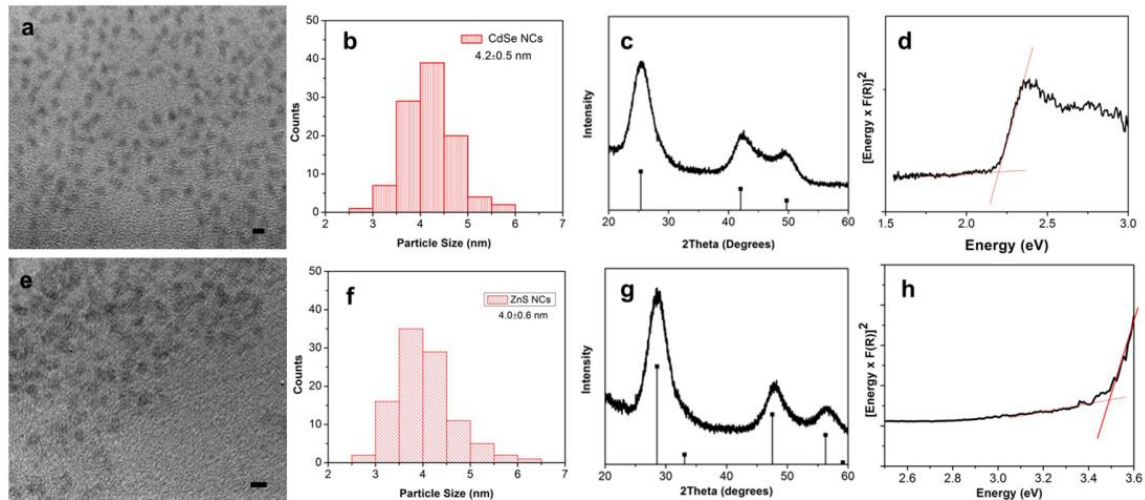 a
b
CdSe NCs
4.2±0.5 nm
50
40
30
20
10
0
2
3
4
5
6
7
Counts
Particle Size (nm)
c
Intensity
20
30
40
50
60
2Theta (Degrees)
d
[Energy x F(R)]²
1.5
2.0
2.5
3.0
Energy (eV)
e
f
ZnS NCs
4.0±0.6 nm
50
40
30
20
10
0
2
3
4
5
6
7
Counts
Particle Size (nm)
g
Intensity
20
30
40
50
60
2Theta (Degrees)
h
[Energy x F(R)]²
2.6
2.8
3.0
3.2
3.4
3.6
Energy (eV)